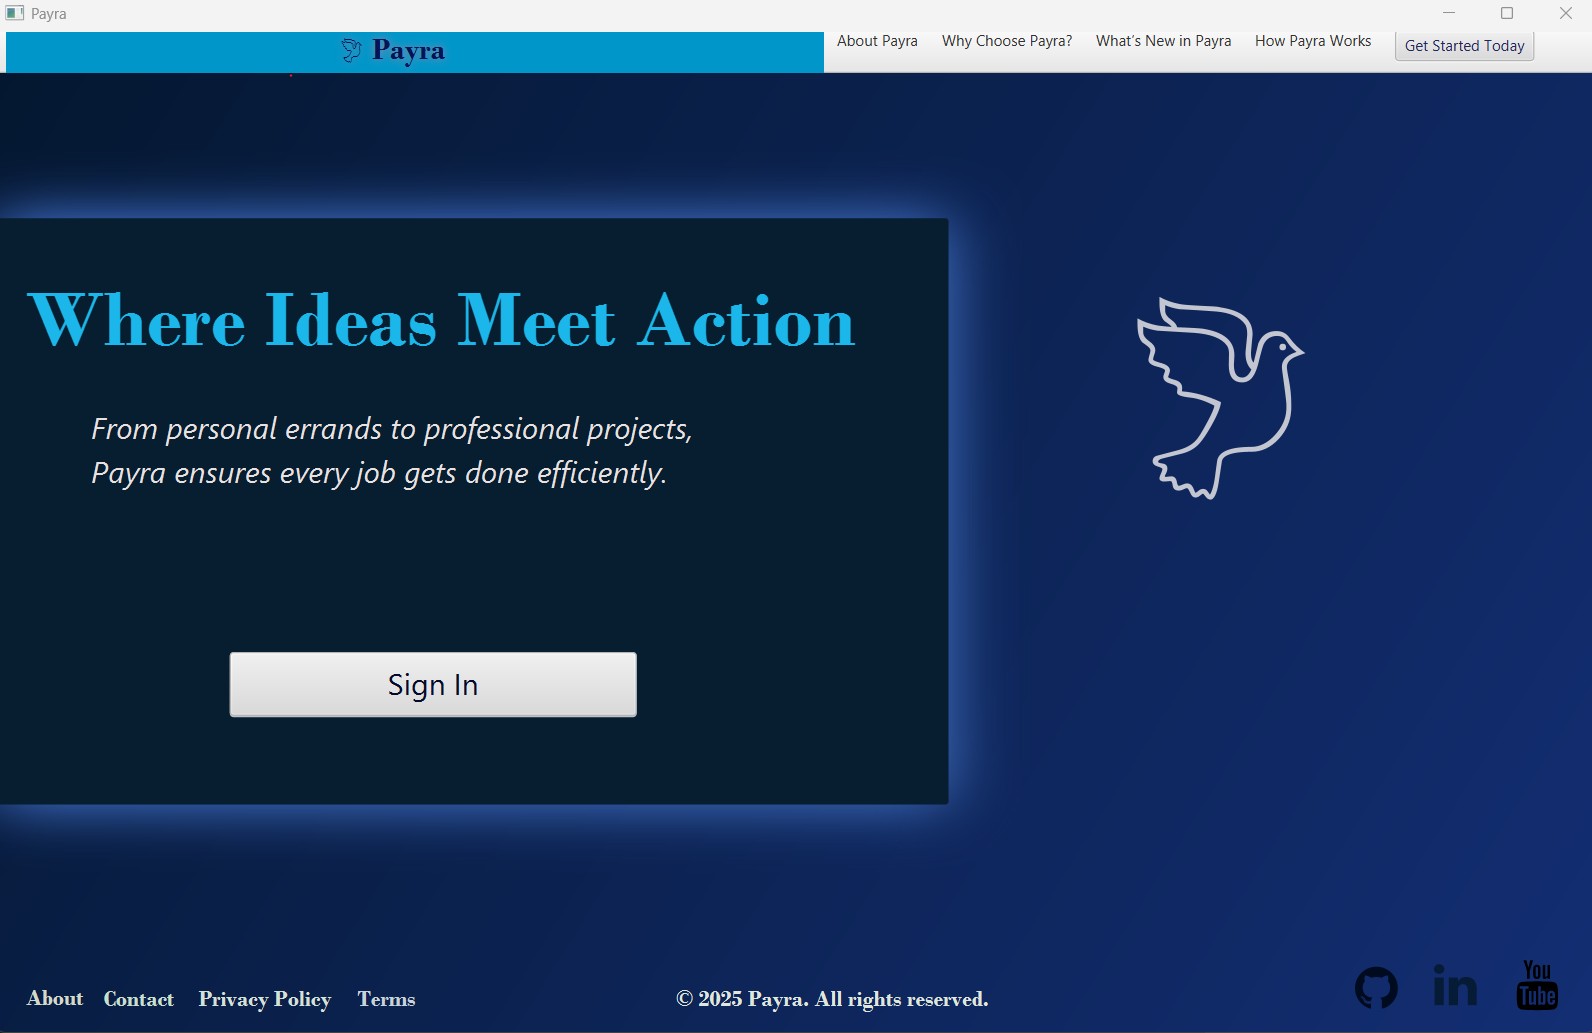 Payra
Payra
About Payra
Why Choose Payra?
What's New in Payra
How Payra Works
Get Started Today
Where Ideas Meet Action
From personal errands to professional projects,
Payra ensures every job gets done efficiently.
Sign In
About
Contact
Privacy Policy
Terms
© 2025 Payra. All rights reserved.
in
You
Tube